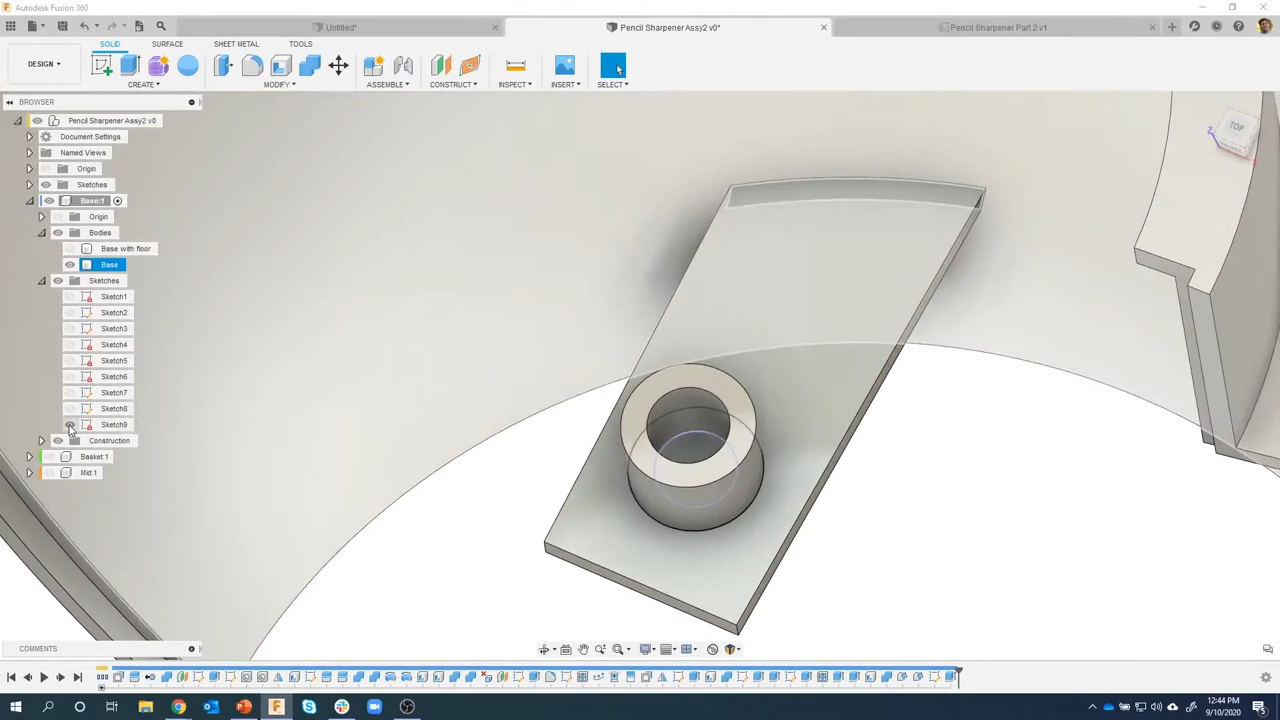 Autodesk Fusion 360
Untitled*
Pencil Sharpener Assy2 v0*
Pencil Sharpener Part 2 v1
SOLID
SURFACE
SHEET METAL
TOOLS
DESIGN
CREATE
MODIFY
ASSEMBLE
CONSTRUCT
INSPECT
INSERT
SELECT
BROWSER
Pencil Sharpener Assy2 v0
Document Settings
Named Views
Origin
Sketches
Base:1
Origin
Bodies
Base with floor
Base
Sketches
Sketch1
Sketch2
Sketch3
Sketch4
Sketch5
Sketch6
Sketch7
Sketch8
Sketch9
Construction
Basket:1
Mid:1
TOP
Z
COMMENTS
12:44 PM
9/10/2020